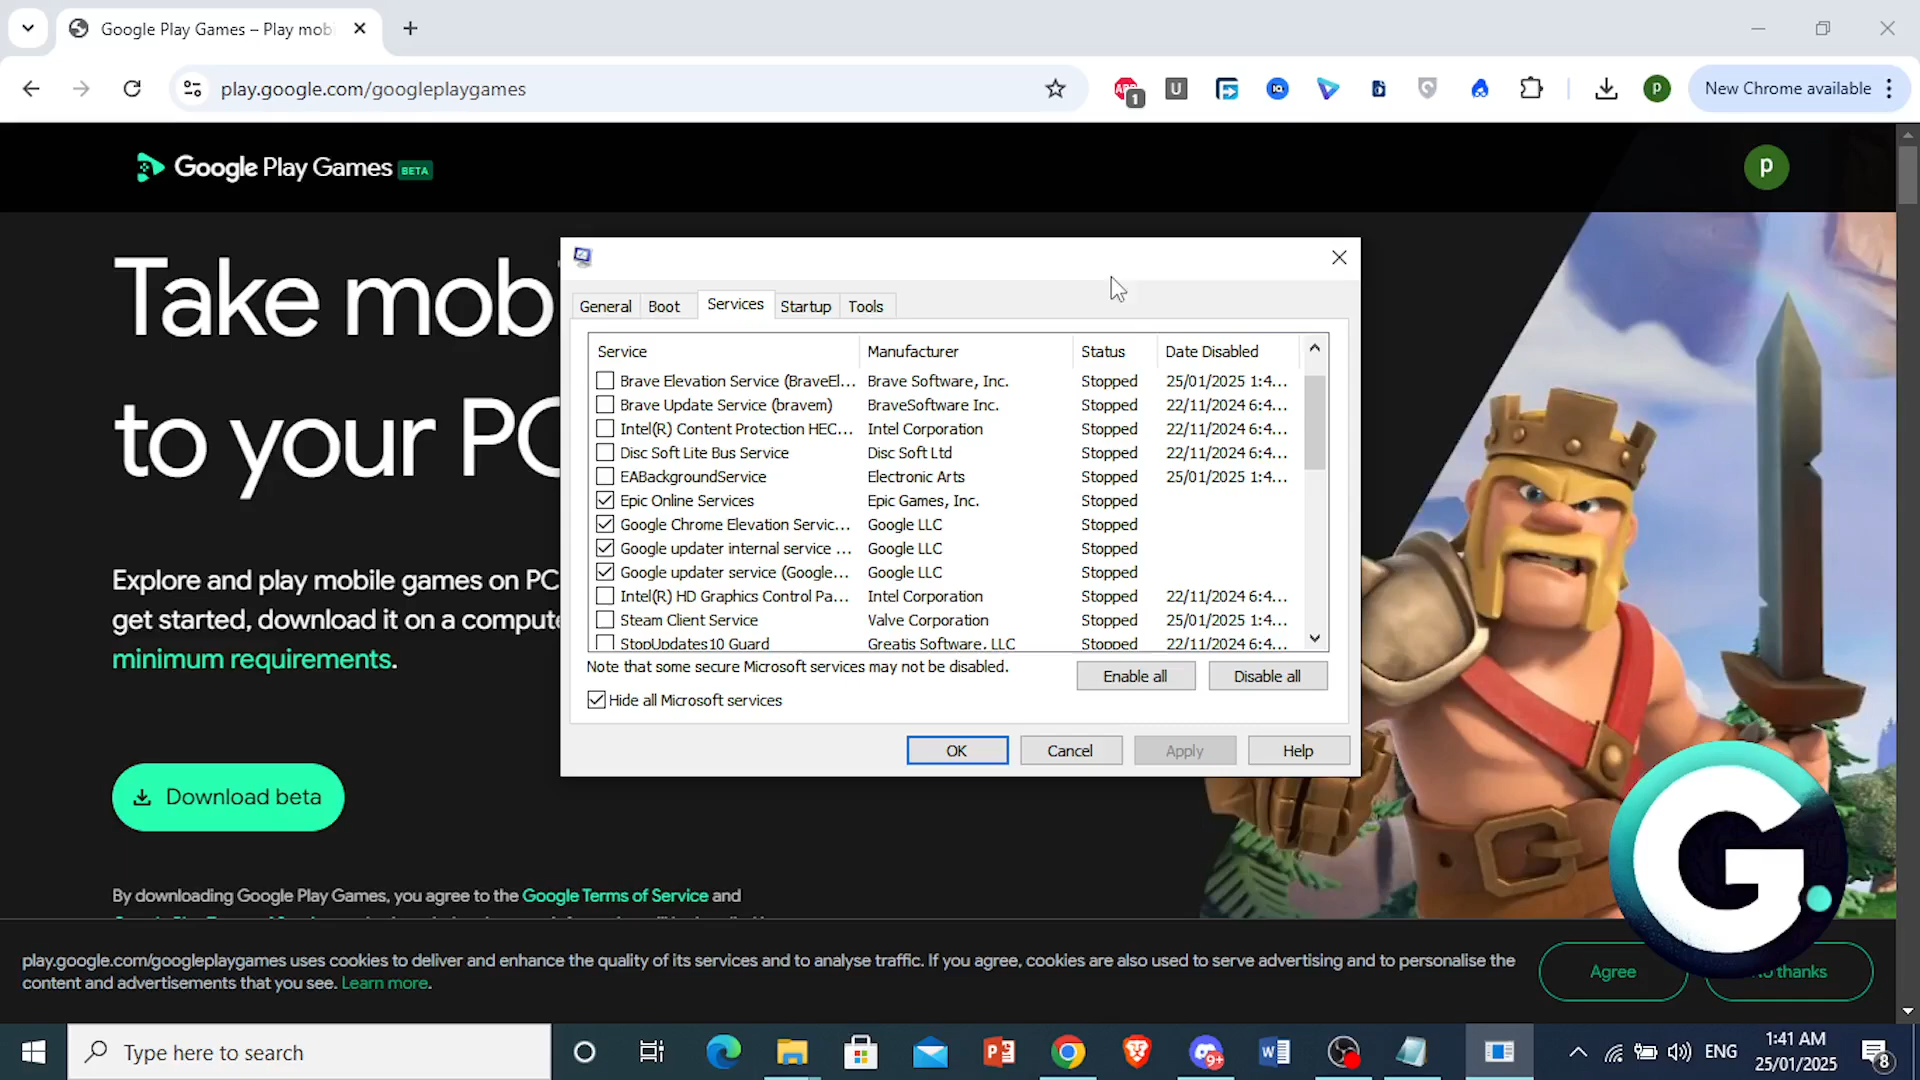 Google Play Games – Play mob
play.google.com/googleplaygames
1
U
p
New Chrome available
Google Play Games BETA
p
Take mob
to your PC
Explore and play mobile games on PC
get started, download it on a compute
minimum requirements.
Download beta
By downloading Google Play Games, you agree to the Google Terms of Service and
General
Boot
Services
Startup
Tools
Service Manufacturer Status Date Disabled
Brave Elevation Service (BraveEl... Brave Software, Inc. Stopped 25/01/2025 1:4...
Brave Update Service (bravem) BraveSoftware Inc. Stopped 22/11/2024 6:4...
Intel(R) Content Protection HEC... Intel Corporation Stopped 22/11/2024 6:4...
Disc Soft Lite Bus Service Disc Soft Ltd Stopped 22/11/2024 6:4...
EABackgroundService Electronic Arts Stopped 25/01/2025 1:4...
Epic Online Services Epic Games, Inc. Stopped
Google Chrome Elevation Servic... Google LLC Stopped
Google updater internal service ... Google LLC Stopped
Google updater service (Google... Google LLC Stopped
Intel(R) HD Graphics Control Pa... Intel Corporation Stopped 22/11/2024 6:4...
Steam Client Service Valve Corporation Stopped 25/01/2025 1:4...
StopUpdates10 Guard Greatis Software, LLC Stopped 22/11/2024 6:4...
Note that some secure Microsoft services may not be disabled.
Enable all
Disable all
Hide all Microsoft services
OK
Cancel
Apply
Help
G
play.google.com/googleplaygames uses cookies to deliver and enhance the quality of its services and to analyse traffic. If you agree, cookies are also used to serve advertising and to personalise the
content and advertisements that you see. Learn more.
Agree
thanks
Type here to search
9+
ENG
1:41 AM
25/01/2025
8